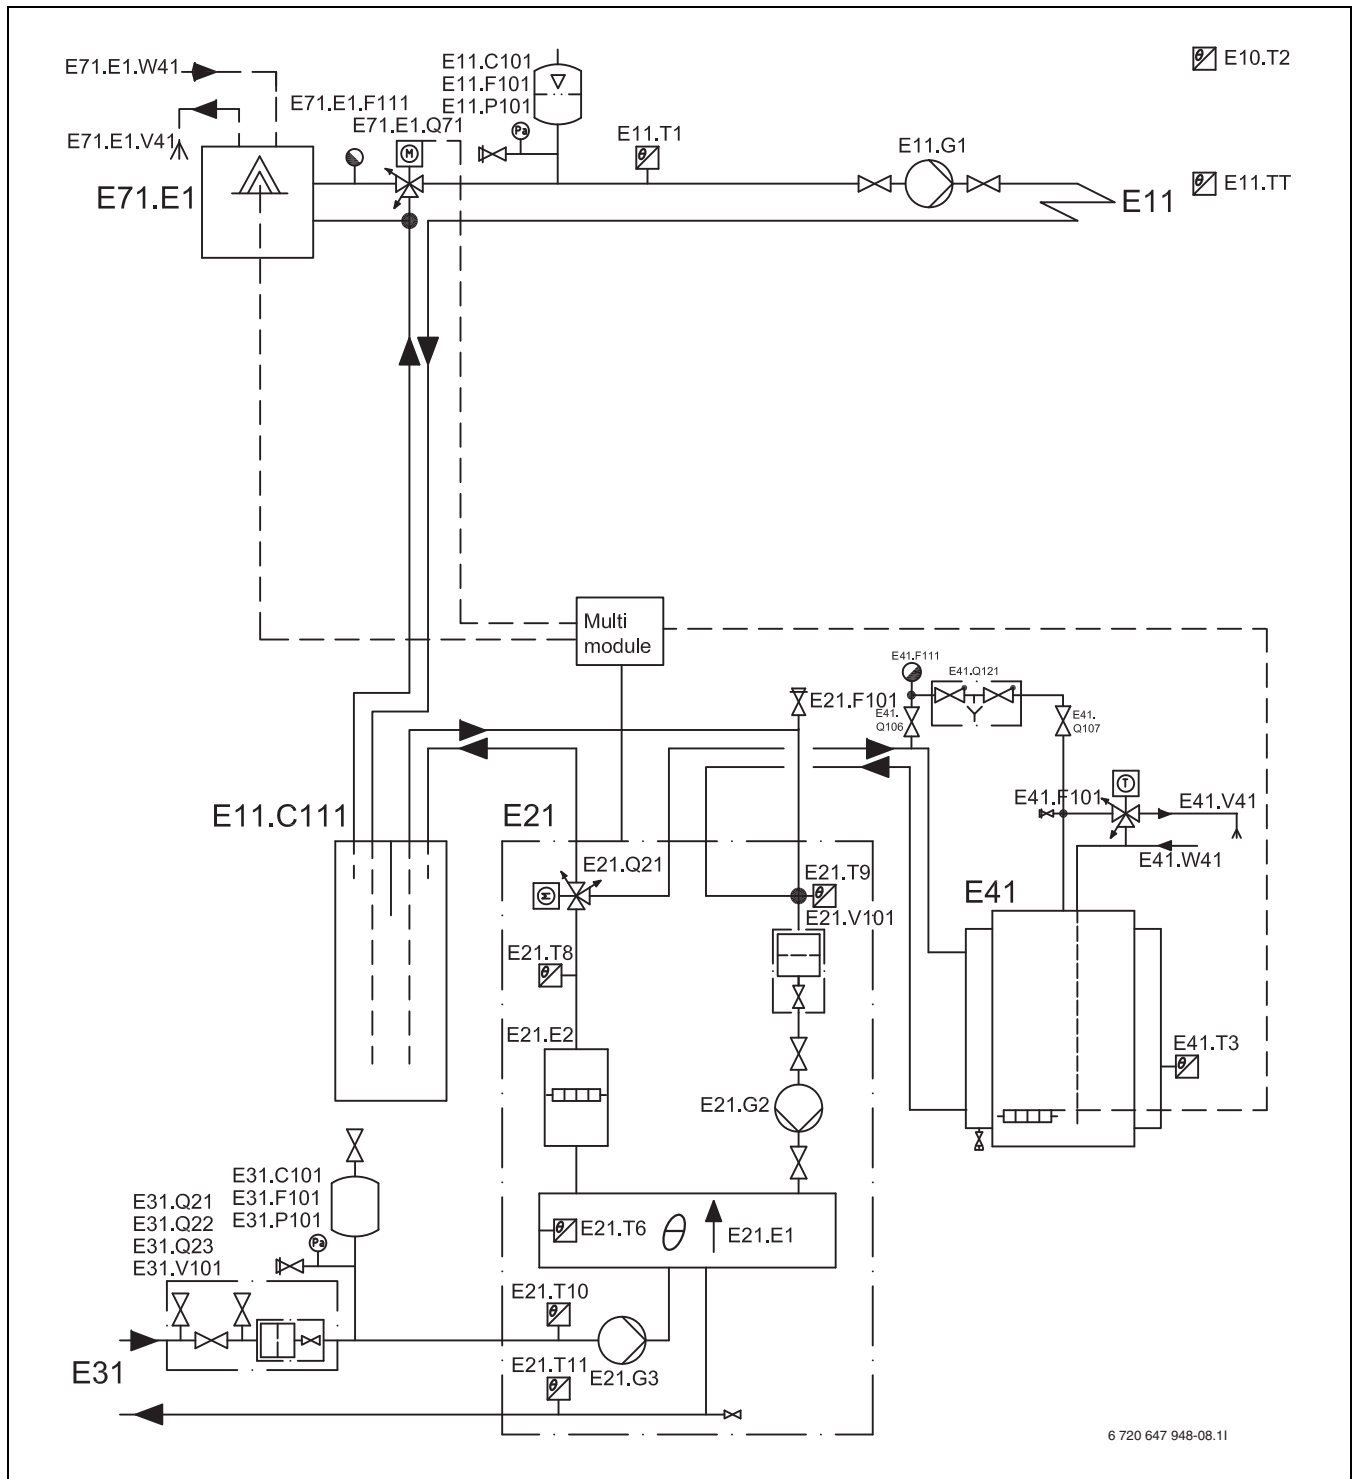 E71.E1.W41
E11.C101
E11.F101
E11.P101
E10.T2
E71.E1.F111
E71.E1.Q71
Pa
E71.E1.V41
M
E11.T1
θ
E11.G1
E71.E1
E11
θ E11.TT
Multi
module
E41.F111
E41.Q121
E21.F101
E41.
Q106
E41.
Q107
E11.C111
E21
E41.F101
T
E41.V41
E41.W41
E21.Q21
M
E21.T9
θ
E21.V101
E41
E21.T8
θ
E21.E2
E41.T3
θ
E21.G2
E31.C101
E31.F101
E31.P101
Pa
E31.Q21
E31.Q22
E31.Q23
E31.V101
θ E21.T6
θ
E21.E1
E21.T10
θ
E21.T11
θ
E21.G3
E31
6 720 647 948-08.1I